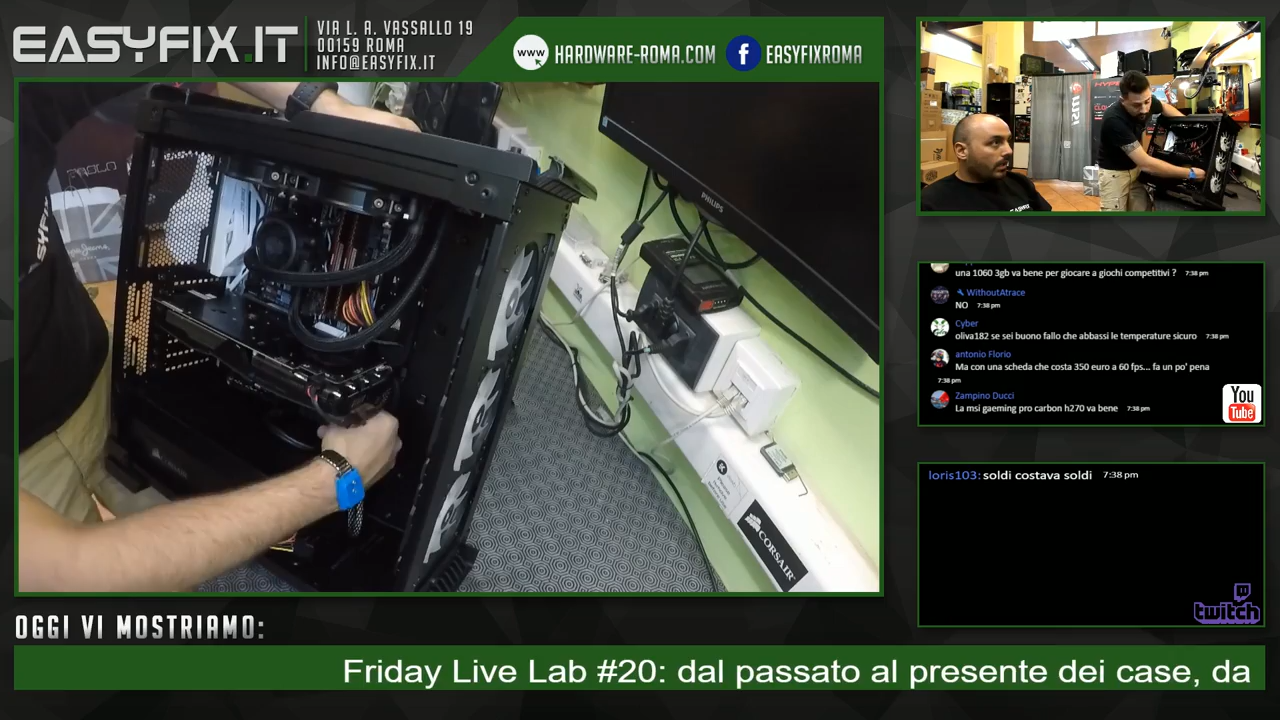 EASYFIX.IT
VIA L. A. VASSALLO 19
00159 ROMA
INFO@EASYFIX.IT
WWW
HARDWARE-ROMA.COM
f
EASYFIXROMA
PHILIPS
CORSAIR
una 1060 3gb va bene per giocare a giochi competitivi ? 7:38 pm
WithoutAtrace
NO 7:38 pm
Cyber
oliva182 se sei buono fallo che abbassi le temperature sicuro 7:38 pm
antonio Florio
Ma con una scheda che costa 350 euro a 60 fps... fa un po' pena
7:38 pm
Zampino Ducci
La msi gaeming pro carbon h270 va bene 7:38 pm
You
Tube
loris103: soldi costava soldi 7:38 pm
twitch
OGGI VI MOSTRIAMO:
Friday Live Lab #20: dal passato al presente dei case, da